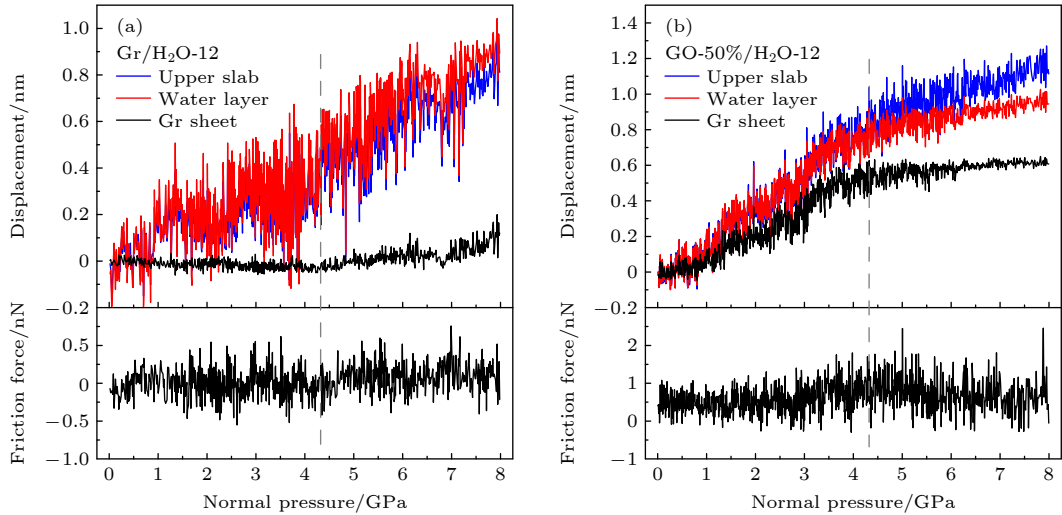 (a)
Gr/H₂O-12
Upper slab
Water layer
Gr sheet
Displacement/nm
1.0
0.8
0.6
0.4
0.2
0
−0.2
Friction force/nN
0.5
0
−0.5
−1.0
0 1 2 3 4 5 6 7 8
Normal pressure/GPa
(b)
GO-50%/H₂O-12
Upper slab
Water layer
Gr sheet
Displacement/nm
1.4
1.2
1.0
0.8
0.6
0.4
0.2
0
−0.2
Friction force/nN
2
1
0
−1
0 1 2 3 4 5 6 7 8
Normal pressure/GPa